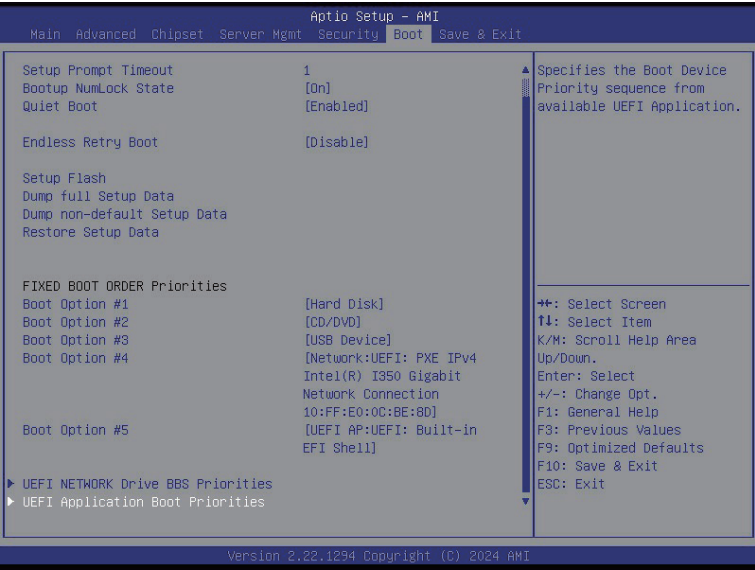 Aptio Setup – AMI
Main Advanced Chipset Server Mgmt Security Boot Save & Exit
Setup Prompt Timeout 1
Bootup NumLock State [On]
Quiet Boot [Enabled]
Endless Retry Boot [Disable]
Setup Flash
Dump full Setup Data
Dump non-default Setup Data
Restore Setup Data
FIXED BOOT ORDER Priorities
Boot Option #1 [Hard Disk]
Boot Option #2 [CD/DVD]
Boot Option #3 [USB Device]
Boot Option #4 [Network:UEFI: PXE IPv4
Intel(R) I350 Gigabit
Network Connection
10:FF:E0:0C:BE:8D]
Boot Option #5 [UEFI AP:UEFI: Built-in
EFI Shell]
UEFI NETWORK Drive BBS Priorities
UEFI Application Boot Priorities
Specifies the Boot Device
Priority sequence from
available UEFI Application.
→←: Select Screen
↑↓: Select Item
K/M: Scroll Help Area
Up/Down.
Enter: Select
+/-: Change Opt.
F1: General Help
F3: Previous Values
F9: Optimized Defaults
F10: Save & Exit
ESC: Exit
Version 2.22.1294 Copyright (C) 2024 AMI